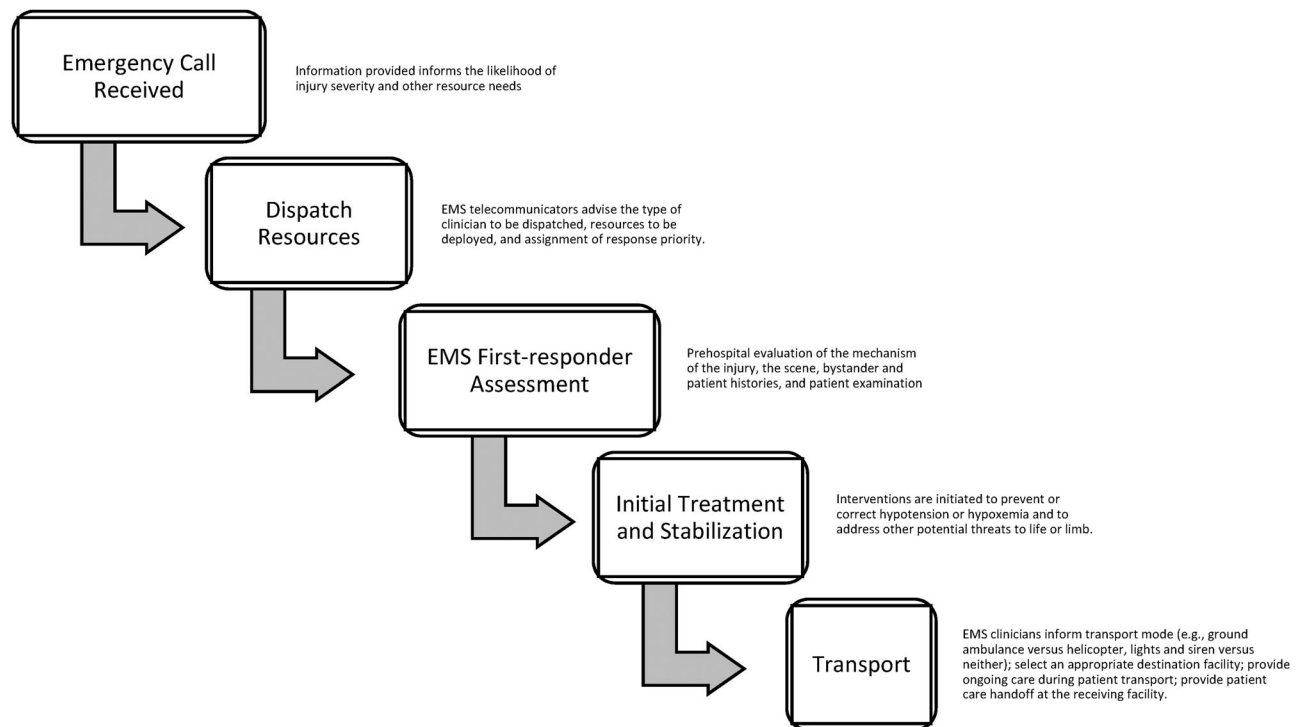 Emergency Call
Received
Information provided informs the likelihood of
injury severity and other resource needs
Dispatch
Resources
EMS telecommunicators advise the type of
clinician to be dispatched, resources to be
deployed, and assignment of response priority.
EMS First-responder
Assessment
Prehospital evaluation of the mechanism
of the injury, the scene, bystander and
patient histories, and patient examination
Initial Treatment
and Stabilization
Interventions are initiated to prevent or
correct hypotension or hypoxemia and to
address other potential threats to life or limb.
Transport
EMS clinicians inform transport mode (e.g., ground
ambulance versus helicopter, lights and siren versus
neither); select an appropriate destination facility; provide
ongoing care during patient transport; provide patient
care handoff at the receiving facility.